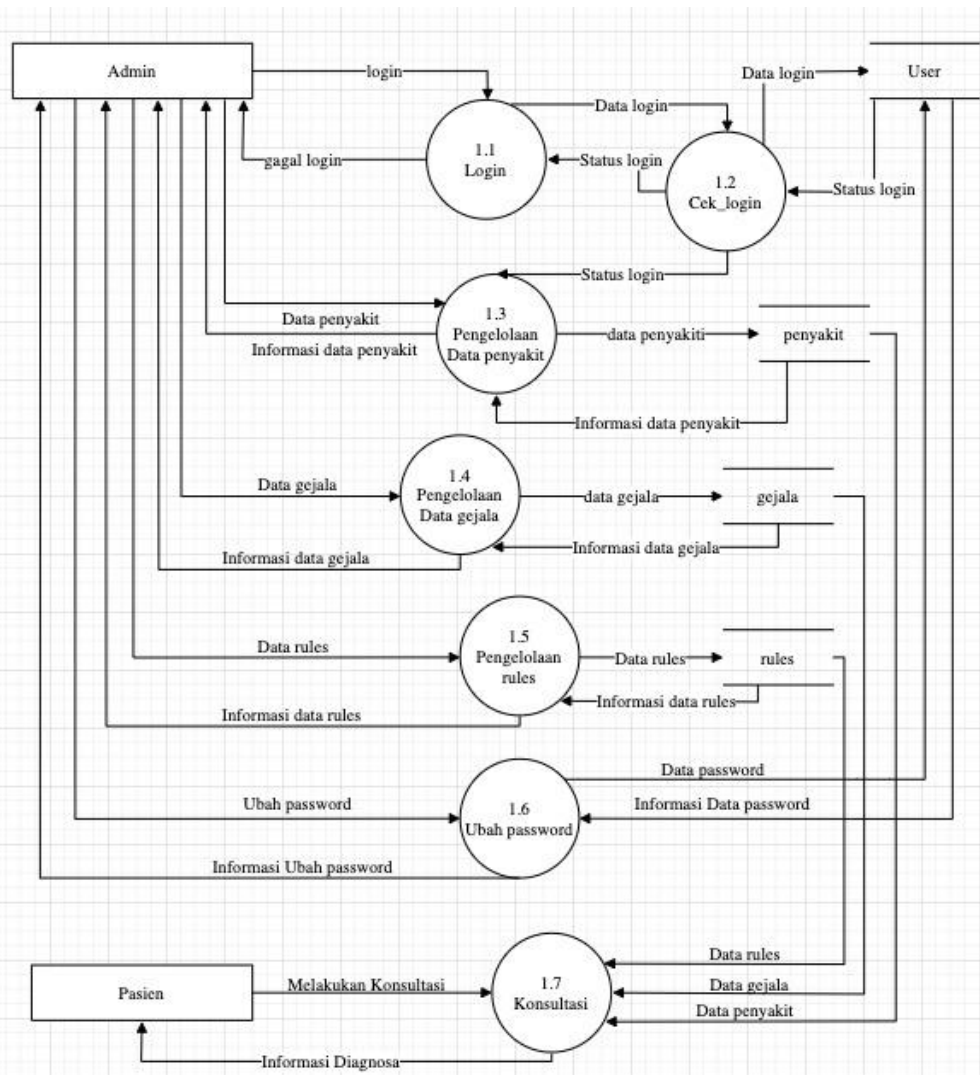 Admin
login
Data login
User
Data login
1.1
Login
gagal login
Status login
1.2
Cek_login
Status login
Status login
1.3
Pengelolaan
Data penyakit
Data penyakit
Informasi data penyakit
data penyakiti
penyakit
Informasi data penyakit
1.4
Pengelolaan
Data gejala
Data gejala
data gejala
gejala
Informasi data gejala
Informasi data gejala
1.5
Pengelolaan
rules
Data rules
Data rules
rules
Informasi data rules
Informasi data rules
Data password
1.6
Ubah password
Ubah password
Informasi Data password
Informasi Ubah password
Data rules
Pasien
Melakukan Konsultasi
1.7
Konsultasi
Data gejala
Data penyakit
Informasi Diagnosa